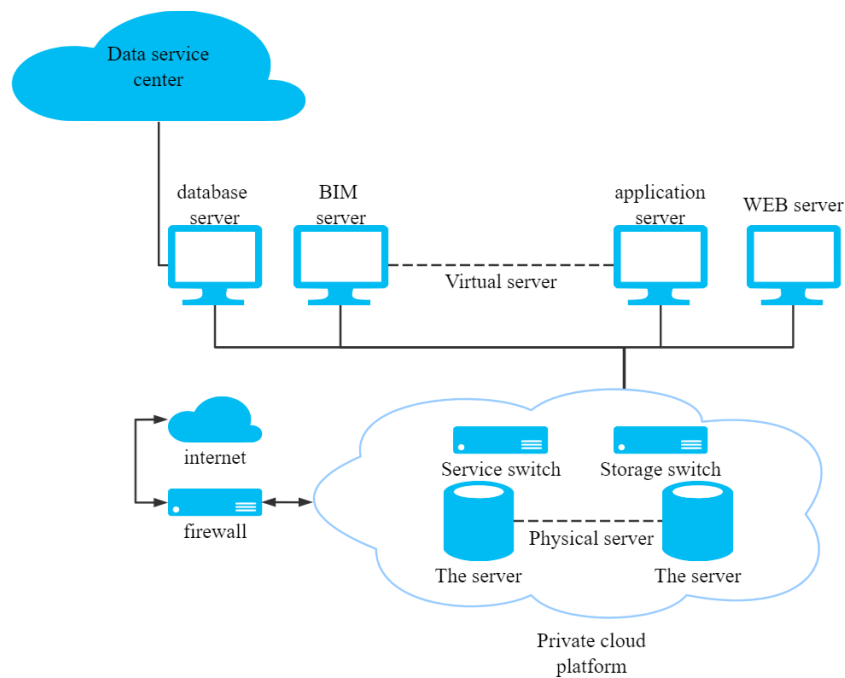 Data service
center
database
server
BIM
server
application
server
WEB server
Virtual server
internet
firewall
Service switch
Storage switch
Physical server
The server
The server
Private cloud
platform